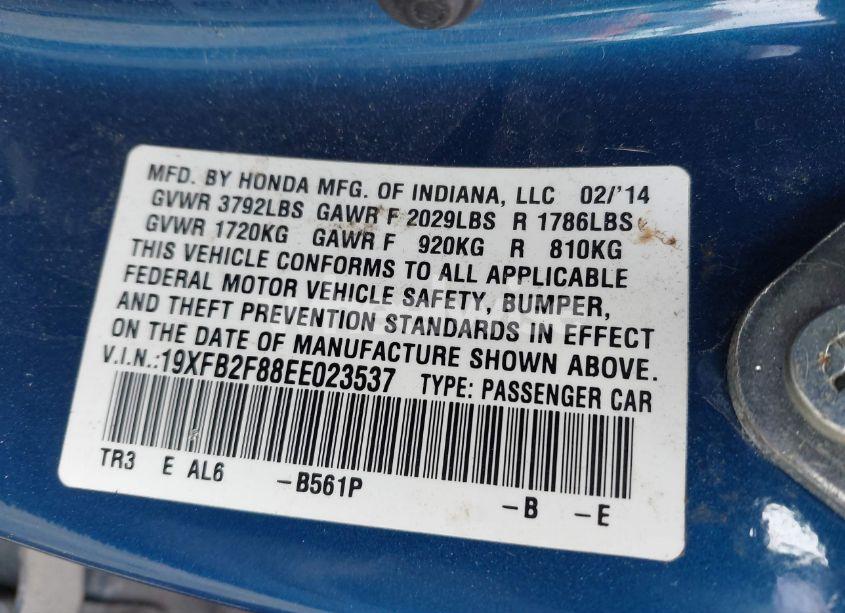 MFD. BY HONDA MFG. OF INDIANA, LLC 02/'14
GVWR 3792LBS GAWR F 2029LBS R 1786LBS
GVWR 1720KG GAWR F 920KG R 810KG
THIS VEHICLE CONFORMS TO ALL APPLICABLE
FEDERAL MOTOR VEHICLE SAFETY, BUMPER,
AND THEFT PREVENTION STANDARDS IN EFFECT
ON THE DATE OF MANUFACTURE SHOWN ABOVE.
V.I.N.:19XFB2F88EE023537 TYPE: PASSENGER CAR
TR3 E AL6 -B561P -B -E